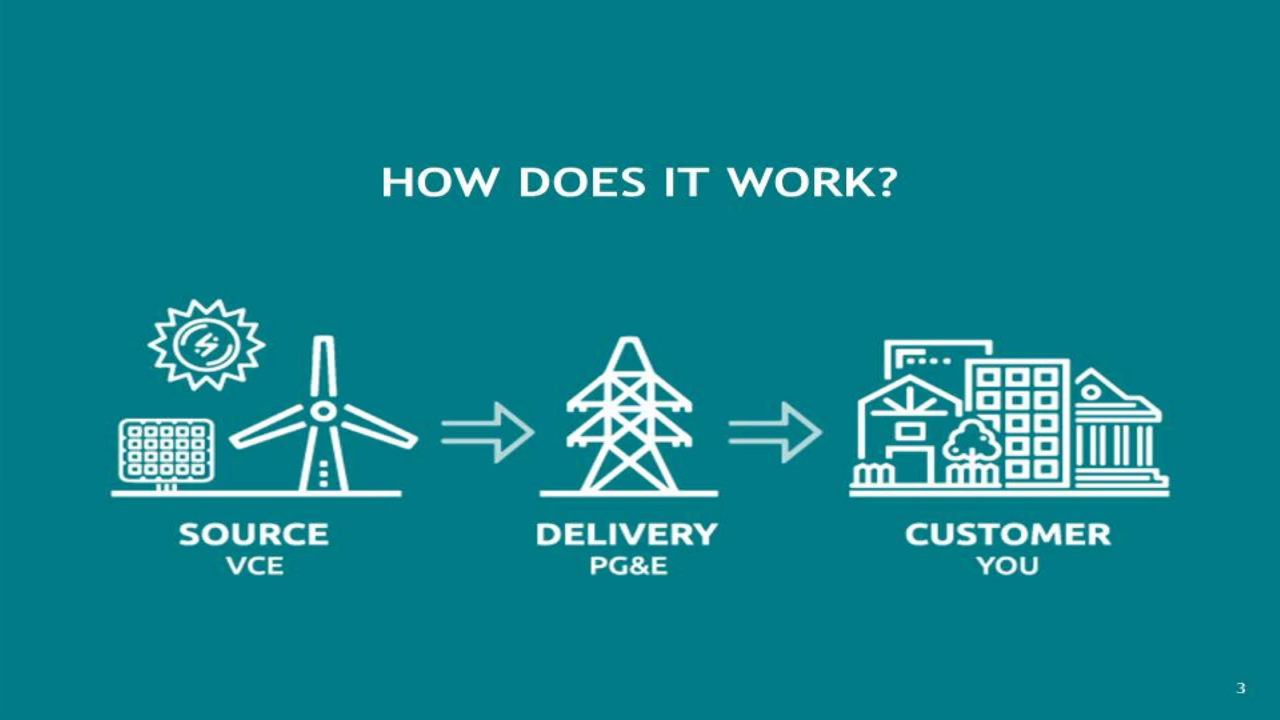 HOW DOES IT WORK?
SOURCE
VCE
DELIVERY
PG&E
CUSTOMER
YOU
3